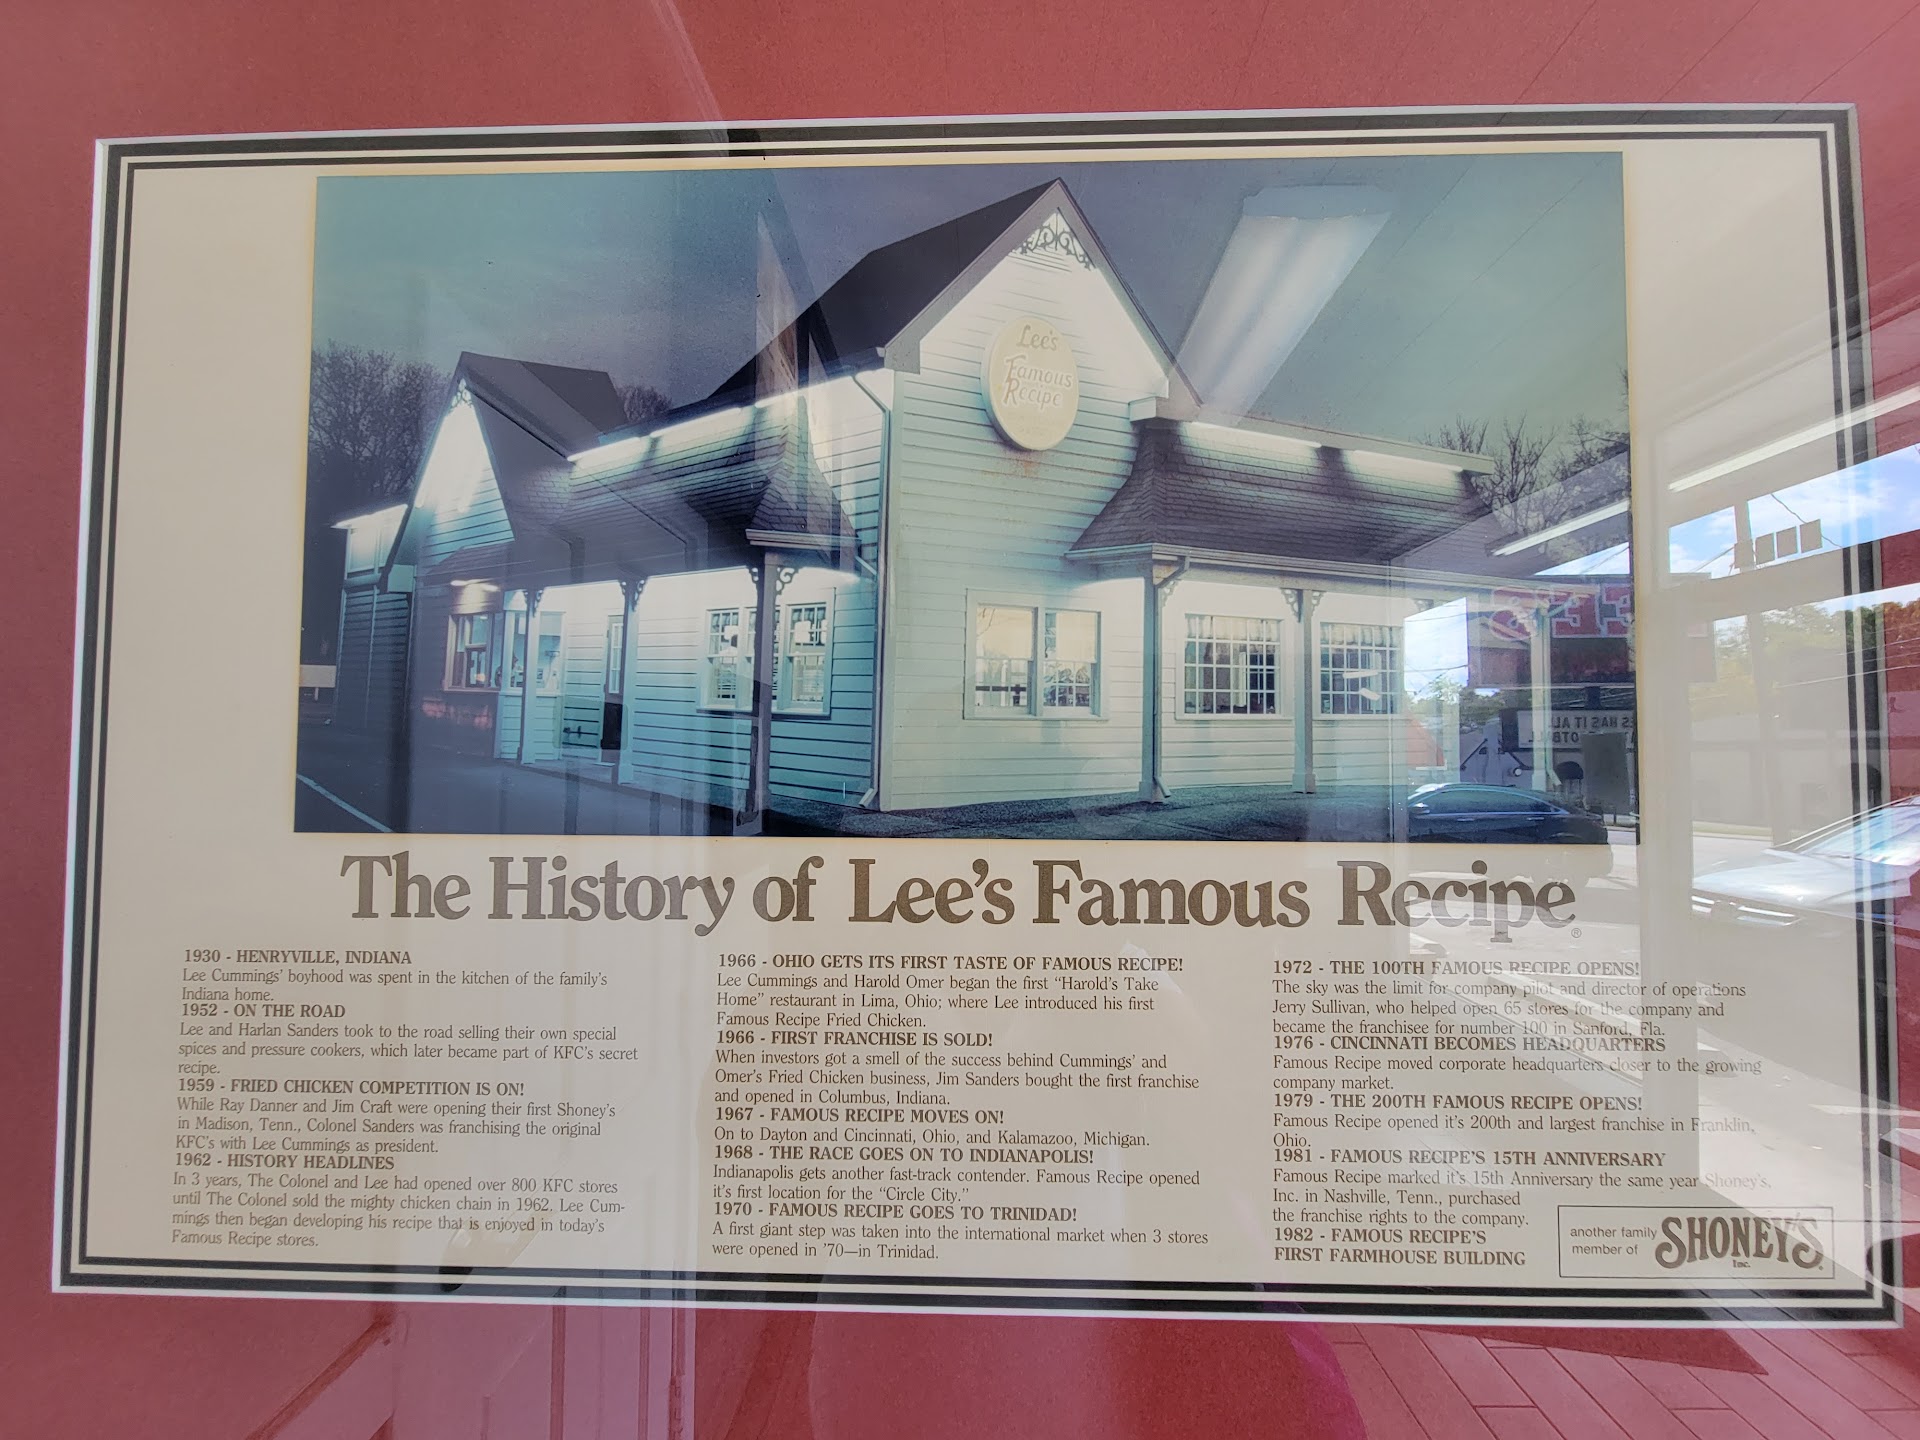 Lee's
Famous
Recipe
The History of Lee's Famous Recipe®
1930 - HENRYVILLE, INDIANA
Lee Cummings' boyhood was spent in the kitchen of the family's
Indiana home.
1952 - ON THE ROAD
Lee and Harlan Sanders took to the road selling their own special
spices and pressure cookers, which later became part of KFC's secret
recipe.
1959 - FRIED CHICKEN COMPETITION IS ON!
While Ray Danner and Jim Craft were opening their first Shoney's
in Madison, Tenn., Colonel Sanders was franchising the original
KFC's with Lee Cummings as president.
1962 - HISTORY HEADLINES
In 3 years, The Colonel and Lee had opened over 800 KFC stores
until The Colonel sold the mighty chicken chain in 1962. Lee Cum-
mings then began developing his recipe that is enjoyed in today's
Famous Recipe stores.
1966 - OHIO GETS ITS FIRST TASTE OF FAMOUS RECIPE!
Lee Cummings and Harold Omer began the first “Harold's Take
Home” restaurant in Lima, Ohio; where Lee introduced his first
Famous Recipe Fried Chicken.
1966 - FIRST FRANCHISE IS SOLD!
When investors got a smell of the success behind Cummings' and
Omer's Fried Chicken business, Jim Sanders bought the first franchise
and opened in Columbus, Indiana.
1967 - FAMOUS RECIPE MOVES ON!
On to Dayton and Cincinnati, Ohio, and Kalamazoo, Michigan.
1968 - THE RACE GOES ON TO INDIANAPOLIS!
Indianapolis gets another fast-track contender. Famous Recipe opened
it's first location for the “Circle City.”
1970 - FAMOUS RECIPE GOES TO TRINIDAD!
A first giant step was taken into the international market when 3 stores
were opened in '70—in Trinidad.
1972 - THE 100TH FAMOUS RECIPE OPENS!
The sky was the limit for company pilot and director of operations
Jerry Sullivan, who helped open 65 stores for the company and
became the franchisee for number 100 in Sanford, Fla.
1976 - CINCINNATI BECOMES HEADQUARTERS
Famous Recipe moved corporate headquarters closer to the growing
company market.
1979 - THE 200TH FAMOUS RECIPE OPENS!
Famous Recipe opened it's 200th and largest franchise in Franklin,
Ohio.
1981 - FAMOUS RECIPE'S 15TH ANNIVERSARY
Famous Recipe marked it's 15th Anniversary the same year Shoney's,
Inc. in Nashville, Tenn., purchased
the franchise rights to the company.
1982 - FAMOUS RECIPE'S
FIRST FARMHOUSE BUILDING
another family
member of
SHONEY'S
Inc.